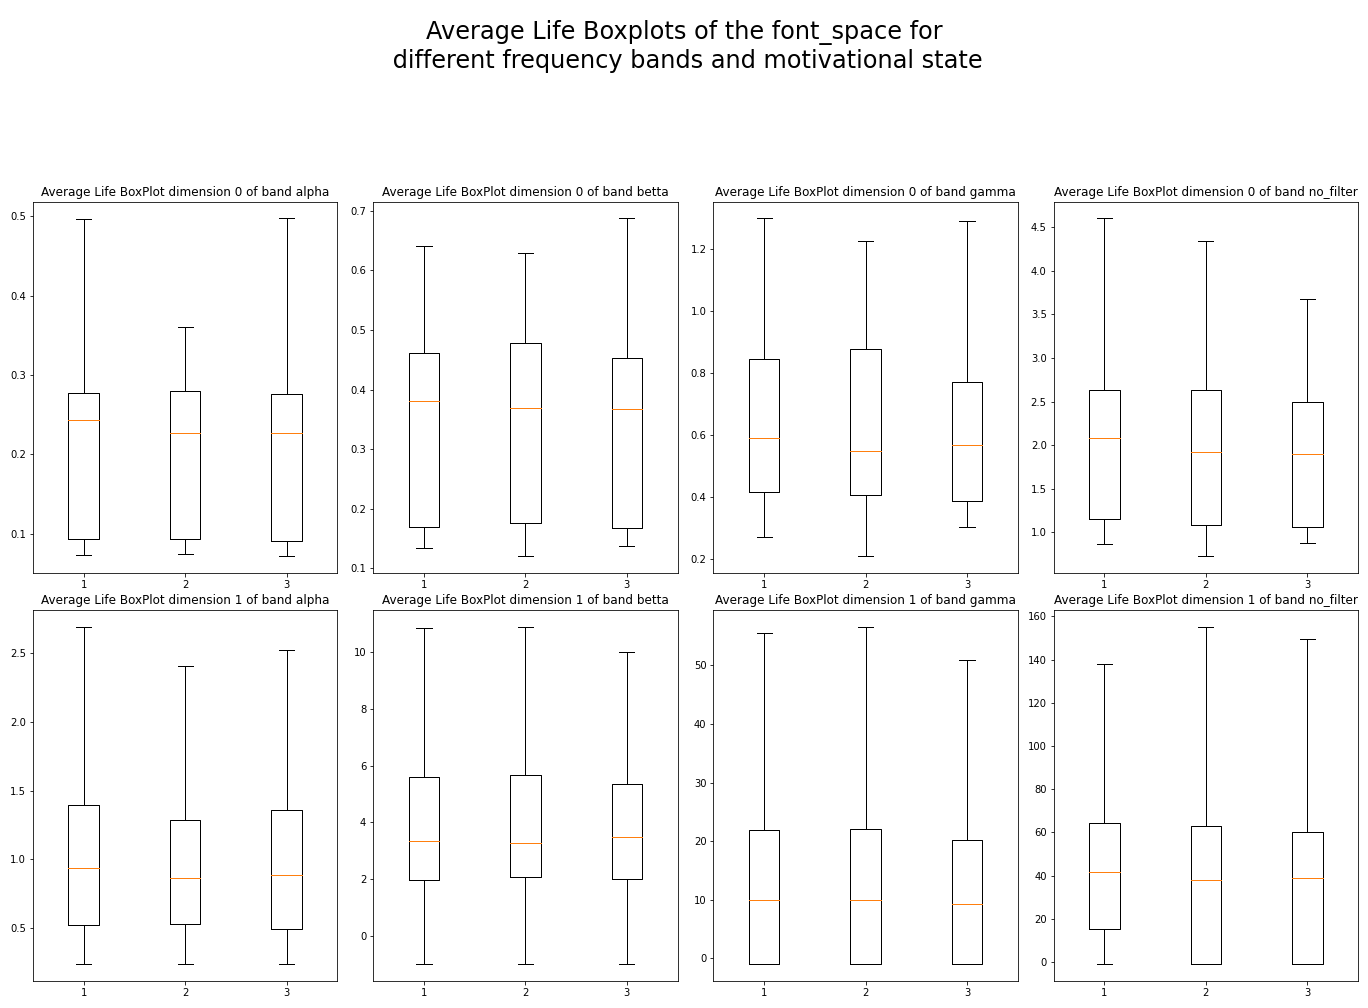 Average Life Boxplots of the font_space for
different frequency bands and motivational state
Average Life BoxPlot dimension 0 of band alpha
0.5
0.4
0.3
0.2
0.1
1 2 3
Average Life BoxPlot dimension 0 of band betta
0.7
0.6
0.5
0.4
0.3
0.2
0.1
1 2 3
Average Life BoxPlot dimension 0 of band gamma
1.2
1.0
0.8
0.6
0.4
0.2
1 2 3
Average Life BoxPlot dimension 0 of band no_filter
4.5
4.0
3.5
3.0
2.5
2.0
1.5
1.0
1 2 3
Average Life BoxPlot dimension 1 of band alpha
2.5
2.0
1.5
1.0
0.5
1 2 3
Average Life BoxPlot dimension 1 of band betta
10
8
6
4
2
0
1 2 3
Average Life BoxPlot dimension 1 of band gamma
50
40
30
20
10
0
1 2 3
Average Life BoxPlot dimension 1 of band no_filter
160
140
120
100
80
60
40
20
0
1 2 3